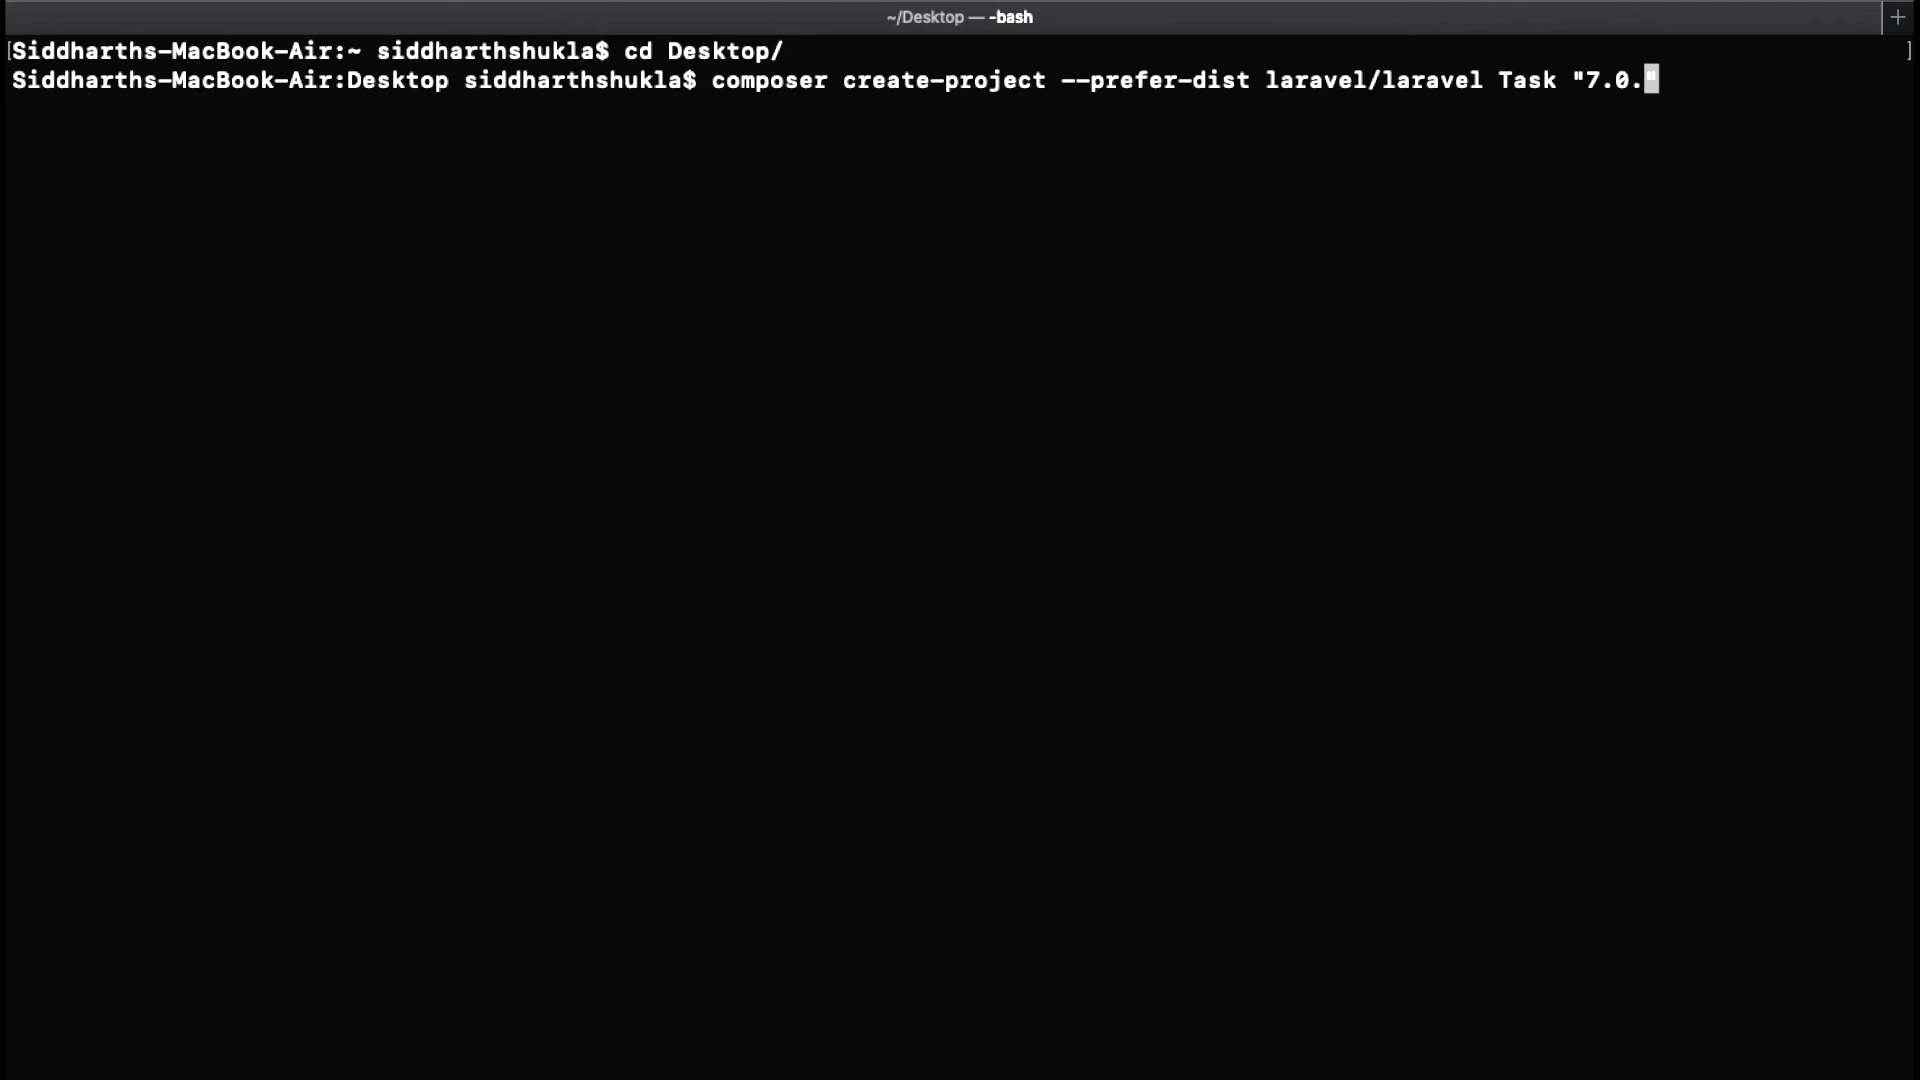 ~/Desktop — -bash
[Siddharths-MacBook-Air:~ siddharthshukla$ cd Desktop/ ]
Siddharths-MacBook-Air:Desktop siddharthshukla$ composer create-project --prefer-dist laravel/laravel Task "7.0."